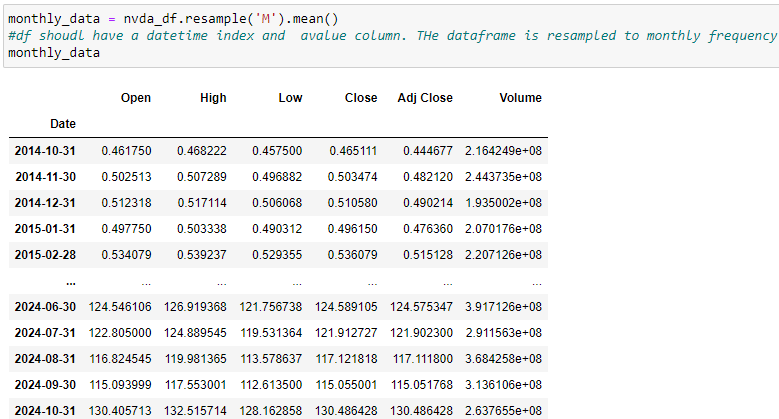 monthly_data = nvda_df.resample('M').mean()
#df shoudl have a datetime index and  avalue column. THe dataframe is resampled to monthly frequency
monthly_data
Open High Low Close Adj Close Volume
Date
2014-10-31 0.461750 0.468222 0.457500 0.465111 0.444677 2.164249e+08
2014-11-30 0.502513 0.507289 0.496882 0.503474 0.482120 2.443735e+08
2014-12-31 0.512318 0.517114 0.506068 0.510580 0.490214 1.935002e+08
2015-01-31 0.497750 0.503338 0.490312 0.496150 0.476360 2.070176e+08
2015-02-28 0.534079 0.539237 0.529355 0.536079 0.515128 2.207126e+08
... ... ... ... ... ... ...
2024-06-30 124.546106 126.919368 121.756738 124.589105 124.575347 3.917126e+08
2024-07-31 122.805000 124.889545 119.531364 121.912727 121.902300 2.911563e+08
2024-08-31 116.824545 119.981365 113.578637 117.121818 117.111800 3.684258e+08
2024-09-30 115.093999 117.553001 112.613500 115.055001 115.051768 3.136106e+08
2024-10-31 130.405713 132.515714 128.162858 130.486428 130.486428 2.637655e+08